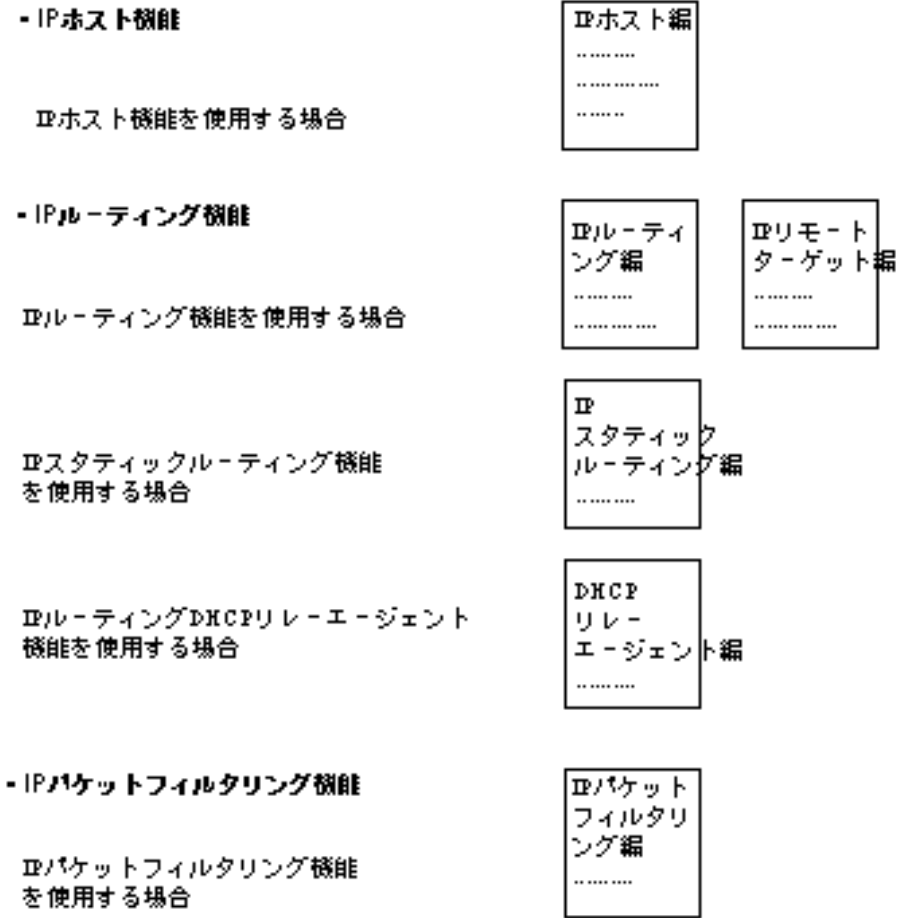 ・IPホスト機能
IPホスト編
..........
..............
........
IPホスト機能を使用する場合
・IPルーティング機能
IPルーティ
ング編
..........
..............
IPリモート
ターゲット編
..........
..............
IPルーティング機能を使用する場合
IP
スタティック
ルーティング編
..........
IPスタティックルーティング機能
を使用する場合
DHCP
リレー
エージェント編
..........
IPルーティングDHCPリレーエージェント
機能を使用する場合
・IPパケットフィルタリング機能
IPパケット
フィルタリ
ング編
..........
IPパケットフィルタリング機能
を使用する場合